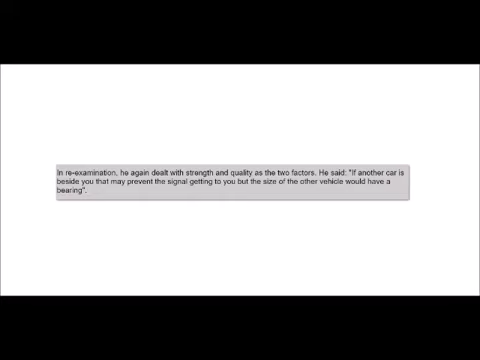 In re-examination, he again dealt with strength and quality as the two factors. He said: "If another car is
beside you that may prevent the signal getting to you but the size of the other vehicle would have a
bearing".